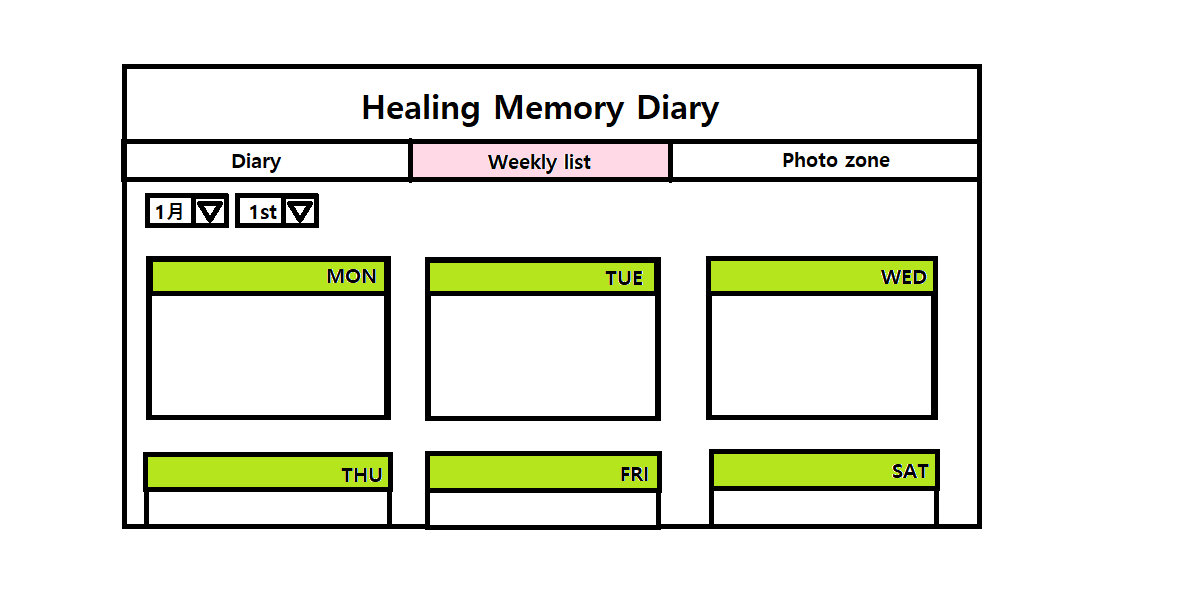 Healing Memory Diary
Diary Weekly list Photo zone
1月 1st
MON TUE WED
THU FRI SAT